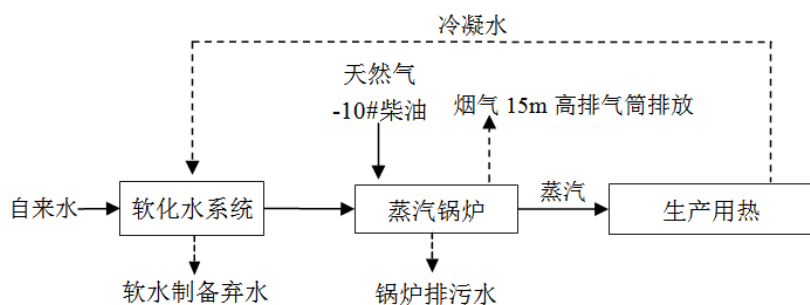 冷凝水
天然气
-10#柴油
烟气 15m 高排气筒排放
自来水
软化水系统
蒸汽锅炉
蒸汽
生产用热
软水制备弃水
锅炉排污水